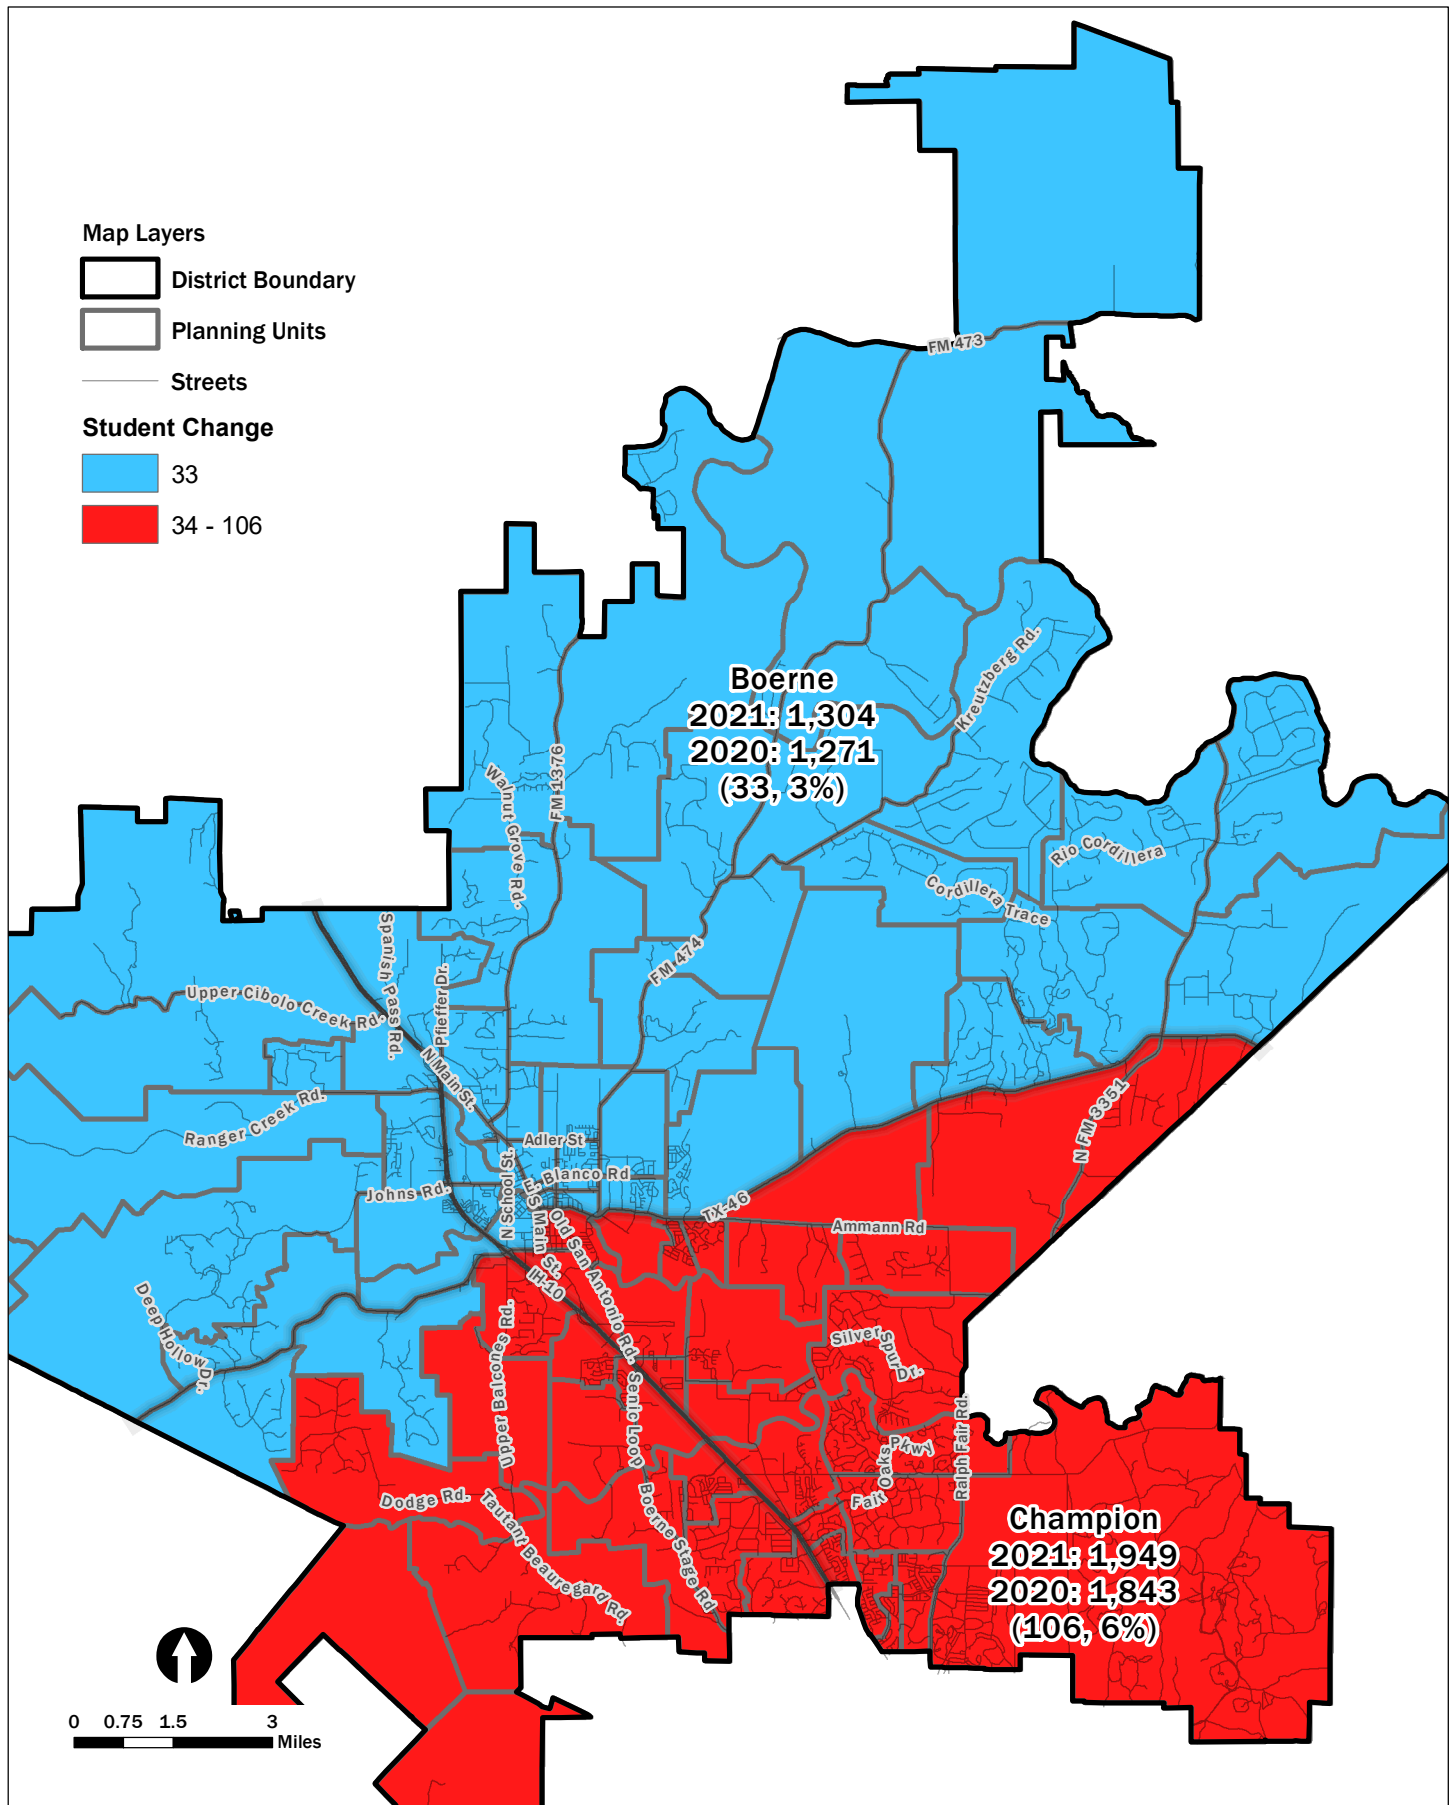 Map Layers
District Boundary
Planning Units
Streets
Student Change
33
34 - 106
FM 473
Kreutzberg Rd.
Boerne
2021: 1,304
2020: 1,271
(33, 3%)
Walnut Grove Rd.
FM 1376
Rio Cordillera
Cordillera Trace
Spanish Pass Rd.
Pfieffer Dr.
FM 474
Upper Cibolo Creek Rd.
N Main St.
Ranger Creek Rd.
N FM 3351
Adler St
E. Blanco Rd
N School St.
Johns Rd.
S Main St.
TX-46
Ammann Rd
Old San Antonio Rd.
IH-10
Deep Hollow Dr.
Upper Balcones Rd.
Silver Spur Dr.
Senic Loop
Ralph Fair Rd.
Fait Oaks Pkwy
Dodge Rd.
Tautant Beauregard Rd.
Boerne Stage Rd
Champion
2021: 1,949
2020: 1,843
(106, 6%)
0 0.75 1.5 3
Miles